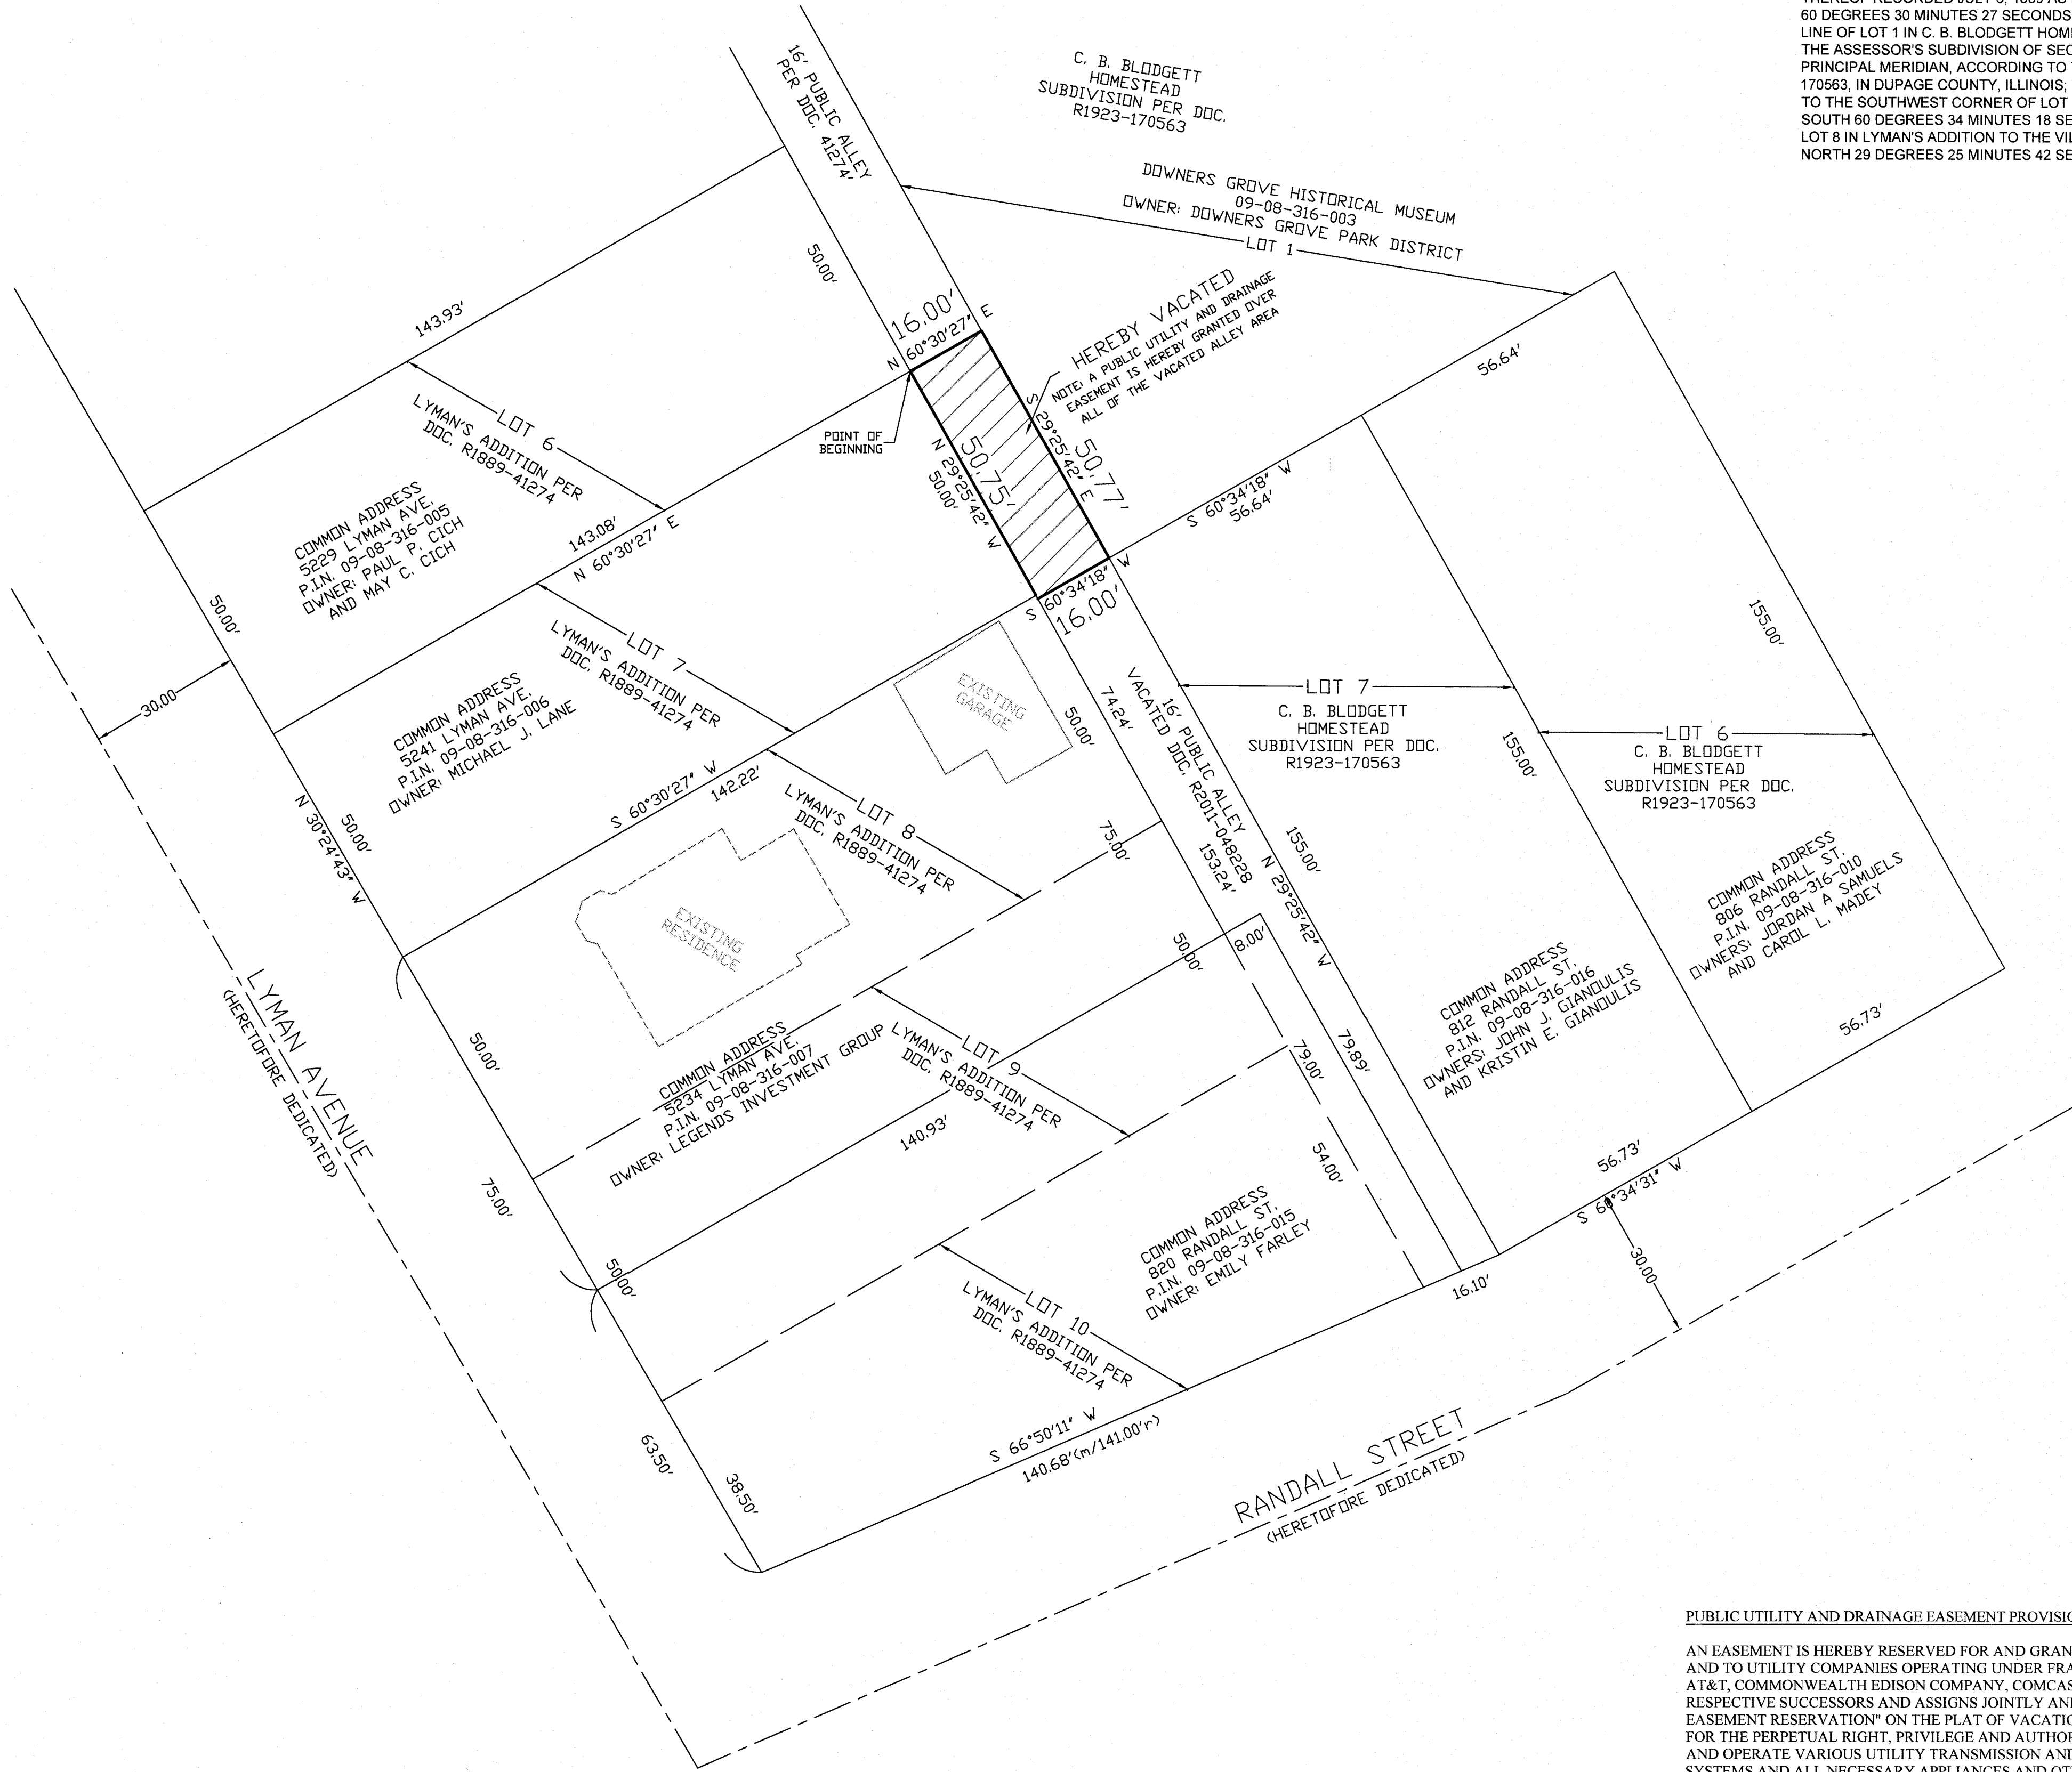 60 DEGREES 30 MINUTES 27 SECONDS
LINE OF LOT 1 IN C. B. BLODGETT
THE ASSESSOR'S SUBDIVISION OF
PRINCIPAL MERIDIAN, ACCORDING TO
170563, IN DUPAGE COUNTY, ILLINOIS;
TO THE SOUTHWEST CORNER OF LOT
SOUTH 60 DEGREES 34 MINUTES 18
LOT 8 IN LYMAN'S ADDITION TO THE
NORTH 29 DEGREES 25 MINUTES 42
16' PUBLIC ALLEY
PER DOC. 41274'
C. B. BLODGETT
HOMESTEAD
SUBDIVISION PER DOC.
R1923-170563
DOWNERS GROVE HISTORICAL MUSEUM
09-08-316-003
OWNER: DOWNERS GROVE PARK DISTRICT
LOT 1
50.00'
143.93'
16.00'
N 60°30'27" E
HEREBY VACATED
NOTE: A PUBLIC UTILITY AND DRAINAGE
EASEMENT IS HEREBY GRANTED OVER
ALL OF THE VACATED ALLEY AREA
56.64'
POINT OF
BEGINNING
50.75'
N 29°25'42" W
50.00'
S 29°25'42" E
50.77'
S 60°34'18" W
56.64'
LOT 6
LYMAN'S ADDITION PER
DOC. R1889-41274
COMMON ADDRESS
5229 LYMAN AVE.
P.I.N. 09-08-316-005
OWNER: PAUL P. CICH
AND MAY C. CICH
143.08'
N 60°30'27" E
S 60°34'18" W
16.00'
50.00'
30.00
LOT 7
LYMAN'S ADDITION PER
DOC. R1889-41274
COMMON ADDRESS
5241 LYMAN AVE.
P.I.N. 09-08-316-006
OWNER: MICHAEL J. LANE
EXISTING
GARAGE
50.00'
74.24'
16' PUBLIC ALLEY
VACATED DOC. R2011-048228
153.24'
LOT 7
C. B. BLODGETT
HOMESTEAD
SUBDIVISION PER DOC.
R1923-170563
155.00'
155.00'
LOT 6
C. B. BLODGETT
HOMESTEAD
SUBDIVISION PER DOC.
R1923-170563
N 30°24'43" W
50.00'
S 60°30'27" W
142.22'
LOT 8
LYMAN'S ADDITION PER
DOC. R1889-41274
75.00'
155.00'
N 29°25'42" W
EXISTING
RESIDENCE
COMMON ADDRESS
806 RANDALL ST.
P.I.N. 09-08-316-010
OWNERS: JORDAN A SAMUELS
AND CAROL L. MADEY
50.00'
8.00'
COMMON ADDRESS
812 RANDALL ST.
P.I.N. 09-08-316-016
OWNERS: JOHN J. GIANOULIS
AND KRISTIN E. GIANOULIS
56.73'
LYMAN AVENUE
(HERETOFORE DEDICATED)
50.00'
COMMON ADDRESS
5234 LYMAN AVE.
P.I.N. 09-08-316-007
OWNER: LEGENDS INVESTMENT GROUP
LOT 9
LYMAN'S ADDITION PER
DOC. R1889-41274
79.00'
79.89'
140.93'
54.00'
56.73'
S 60°34'31" W
30.00
75.00'
50.00'
COMMON ADDRESS
820 RANDALL ST.
P.I.N. 09-08-316-015
OWNER: EMILY FARLEY
16.10'
LOT 10
LYMAN'S ADDITION PER
DOC. R1889-41274
63.50'
38.50'
S 66°50'11" W
140.68'(m/141.00'r)
RANDALL STREET
(HERETOFORE DEDICATED)
PUBLIC UTILITY AND DRAINAGE EASEMENT
AN EASEMENT IS HEREBY RESERVED FOR AND
AND TO UTILITY COMPANIES OPERATING UNDER
AT&T, COMMONWEALTH EDISON COMPANY,
RESPECTIVE SUCCESSORS AND ASSIGNS JOINTLY
EASEMENT RESERVATION" ON THE PLAT OF
FOR THE PERPETUAL RIGHT, PRIVILEGE AND
AND OPERATE VARIOUS UTILITY TRANSMISSION